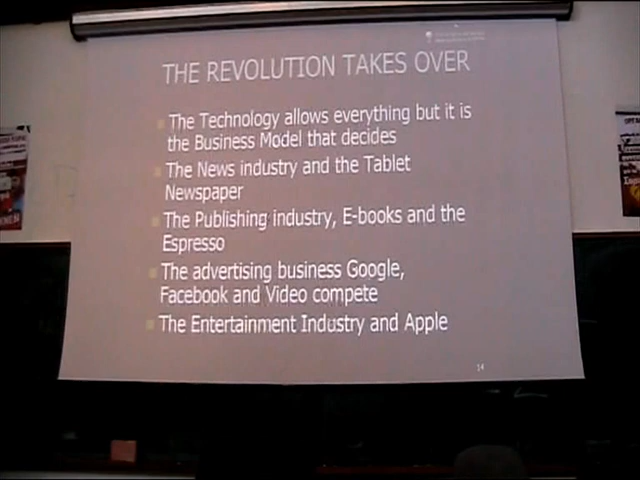 THE REVOLUTION TAKES OVER
The Technology allows everything but it is
the Business Model that decides
The News industry and the Tablet
Newspaper
The Publishing industry, E-books and the
Espresso
The advertising business Google,
Facebook and Video compete
The Entertainment Industry and Apple
14